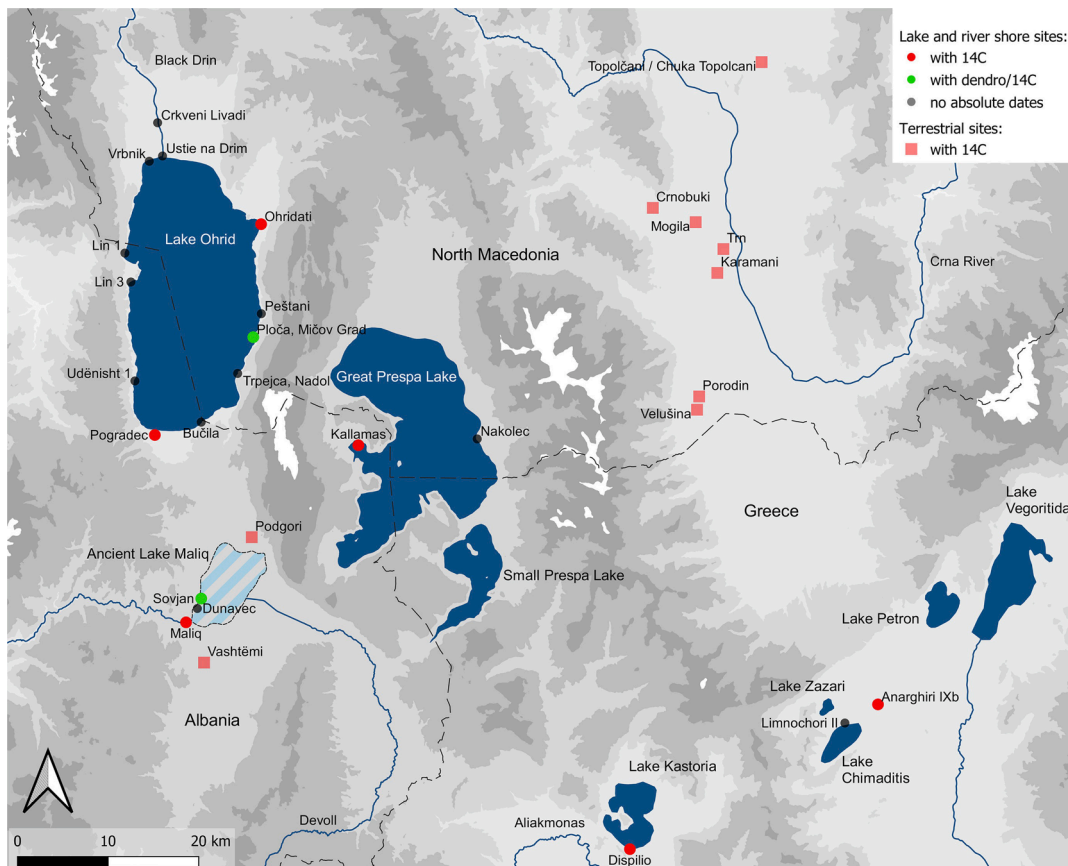 Lake and river shore sites:
with 14C
with dendro/14C
no absolute dates
Terrestrial sites:
with 14C
Black Drin
Topolčani / Chuka Topolcani
Crkveni Livadi
Ustie na Drim
Vrbnik
Crnobuki
Ohridati
Mogila
Lake Ohrid
Trn
Lin 1
North Macedonia
Karamani
Crna River
Lin 3
Peštani
Ploča, Mičov Grad
Udënisht 1
Great Prespa Lake
Trpejca, Nadol
Porodin
Velušina
Pogradec
Bučila
Kallamas
Nakolec
Lake
Vegoritida
Greece
Podgori
Ancient Lake Maliq
Small Prespa Lake
Sovjan
Dunavec
Lake Petron
Maliq
Vashtëmi
Lake Zazari
Anarghiri IXb
Albania
Limnochori II
Lake
Chimaditis
Lake Kastoria
Devoll
Aliakmonas
Dispilio
0 10 20 km